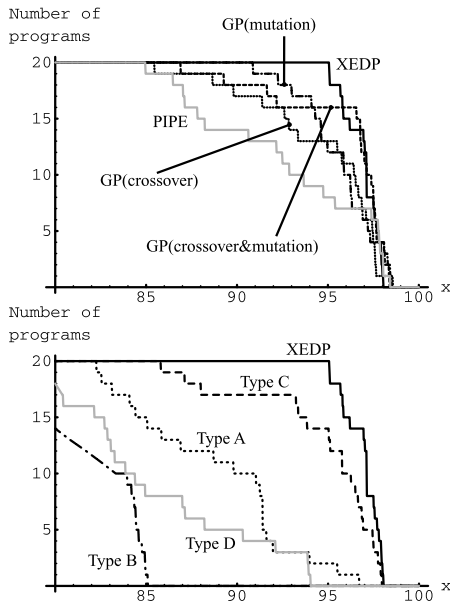 Number of
programs
GP(mutation)
20
XEDP
15
PIPE
10
GP(crossover)
5
GP(crossover&mutation)
85
90
95
100
x
Number of
programs
XEDP
20
Type C
15
Type A
10
5
Type D
Type B
85
90
95
100
x